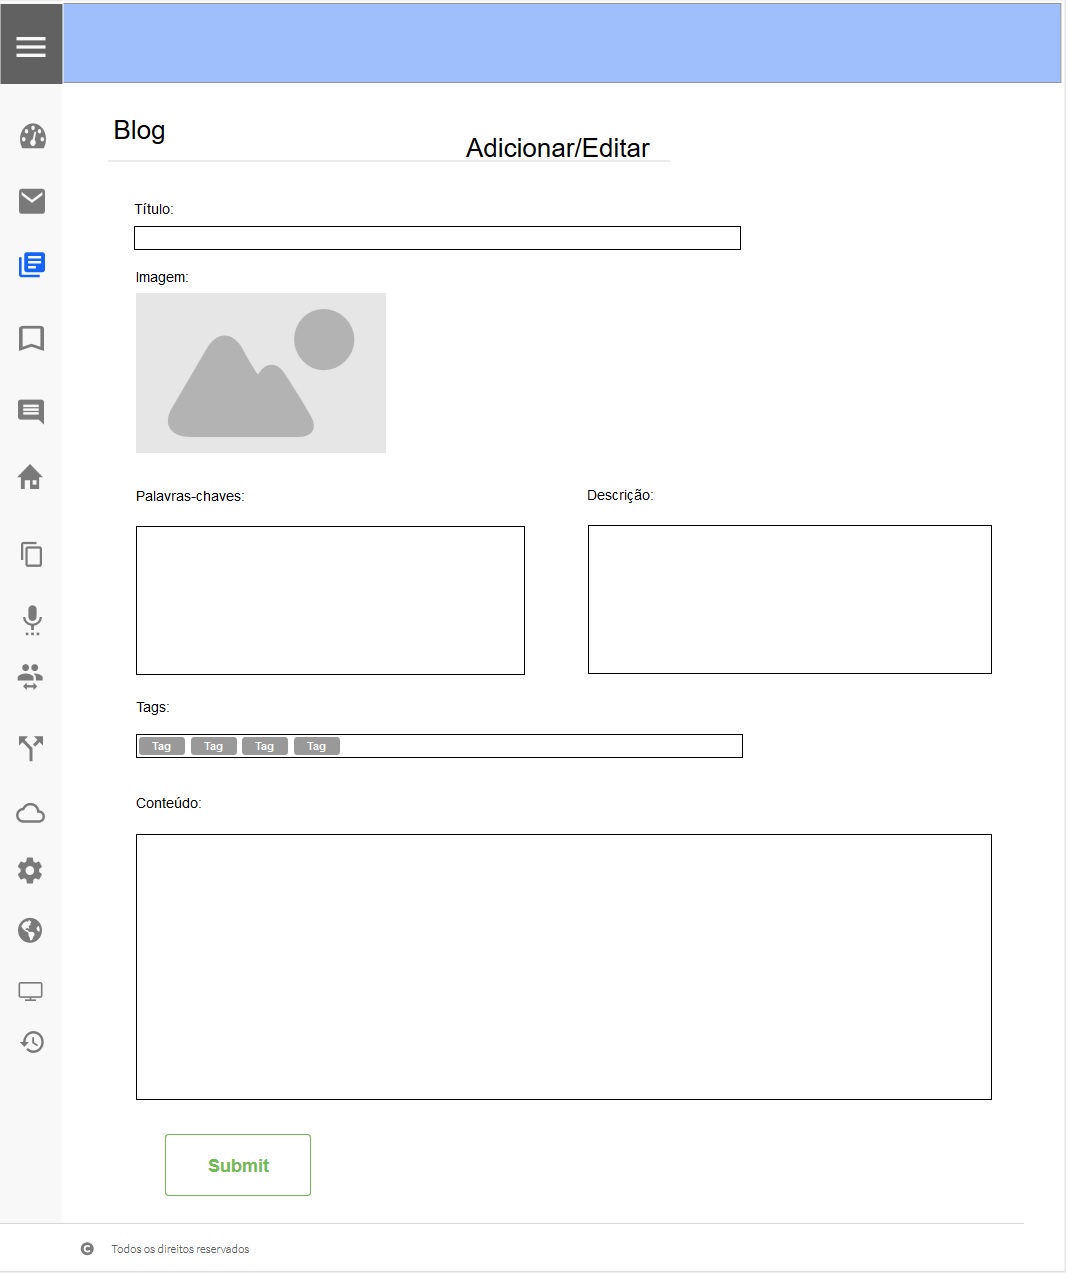 Blog
Adicionar/Editar
Título:
Imagem:
Palavras-chaves:
Descrição:
Tags:
Tag Tag Tag Tag
Conteúdo:
Submit
Todos os direitos reservados